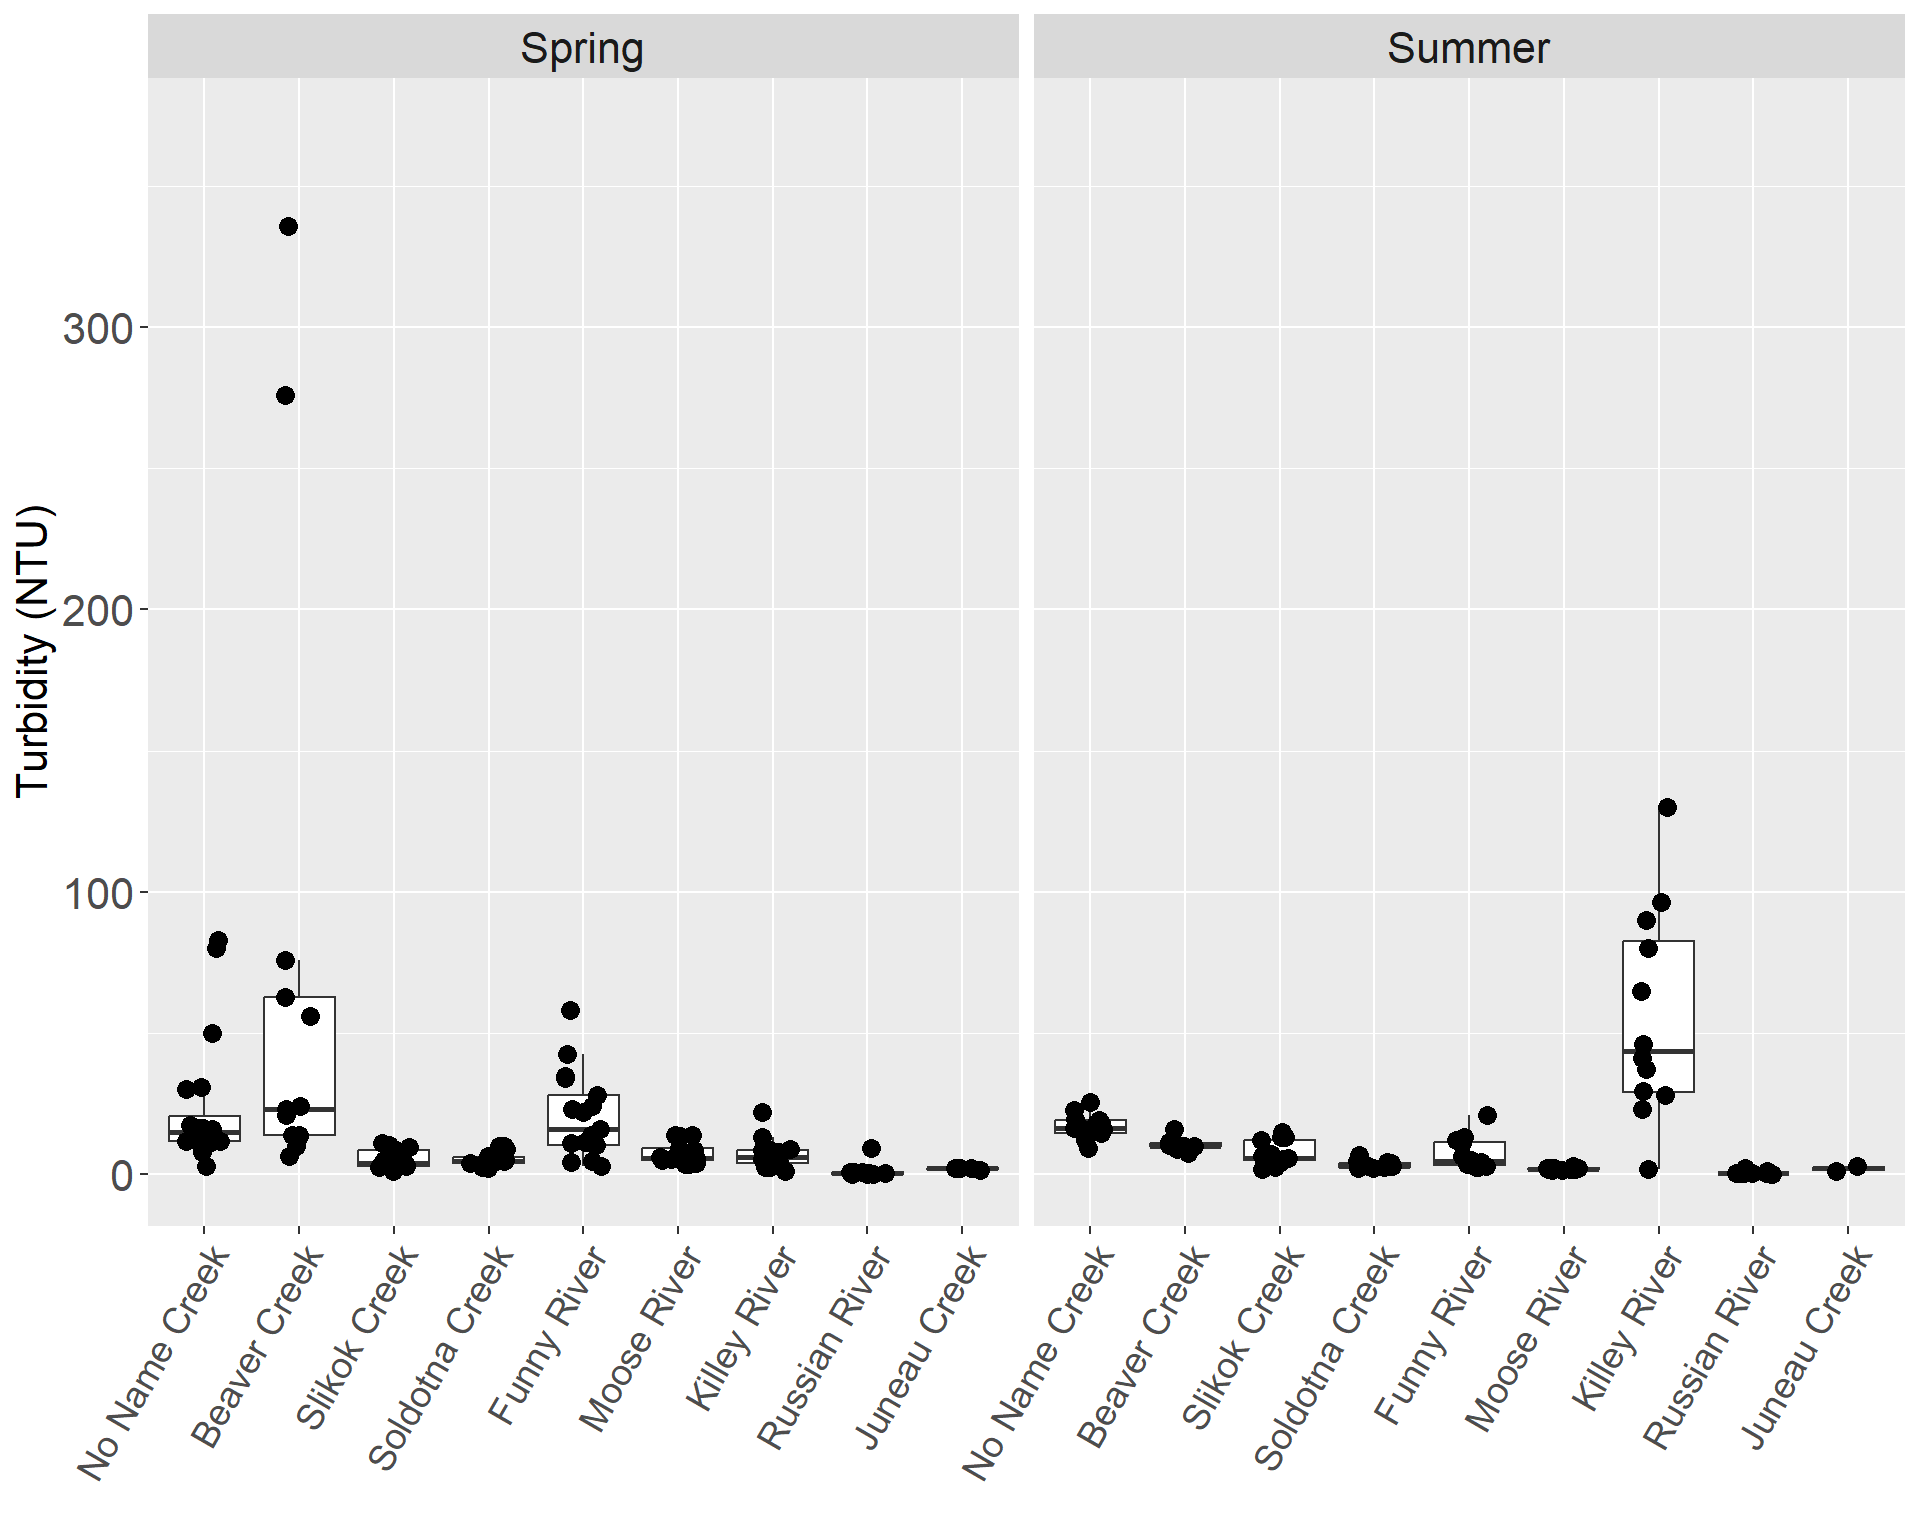 Spring
Summer
Turbidity (NTU)
300
200
100
0
No Name Creek
Beaver Creek
Slikok Creek
Soldotna Creek
Funny River
Moose River
Killey River
Russian River
Juneau Creek
No Name Creek
Beaver Creek
Slikok Creek
Soldotna Creek
Funny River
Moose River
Killey River
Russian River
Juneau Creek